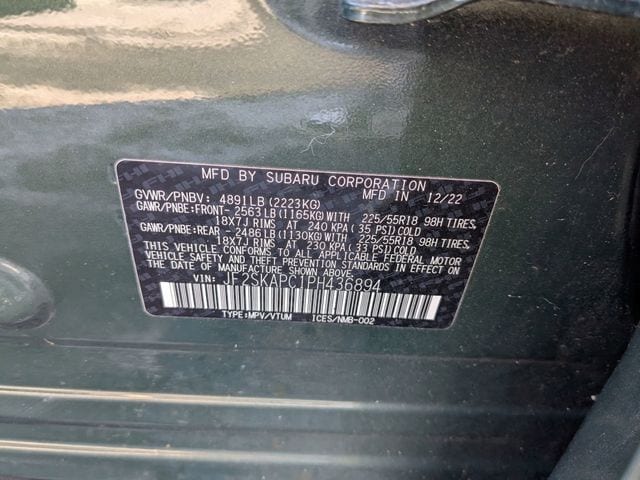 MFD BY SUBARU CORPORATION MFD IN 12/22
GVWR/PNBV: 4891LB (2223KG)
GAWR/PNBE:FRONT- 2563 LB (1165KG) WITH 225/55R18 98H TIRES
18X7J RIMS AT 240 KPA (35 PSI) COLD
GAWR/PNBE:REAR - 2486 LB (1130KG) WITH 225/55R18 98H TIRES
18X7J RIMS AT 230 KPA (33 PSI) COLD
THIS VEHICLE CONFORMS TO ALL APPLICABLE FEDERAL MOTOR
VEHICLE SAFETY AND THEFT PREVENTION STANDARDS IN EFFECT ON
THE DATE OF MANUFACTURE SHOWN ABOVE.
VIN: JF2SKAPC1PH436894
TYPE:MPV/VTUM ICES/NMB-002